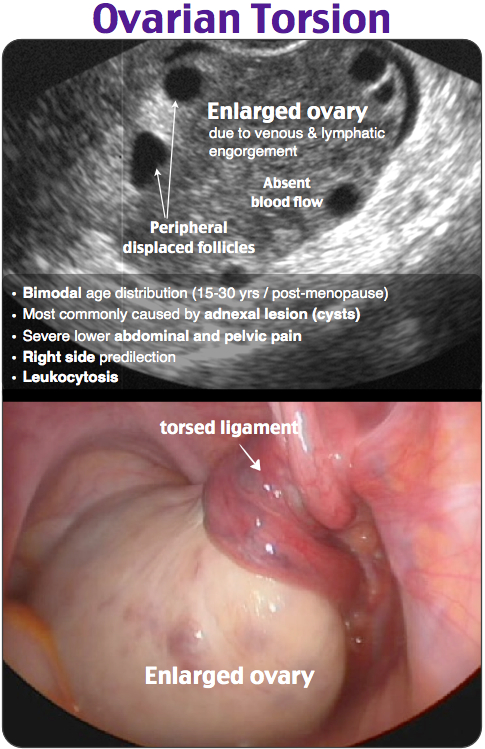 Ovarian Torsion
Enlarged ovary
due to venous & lymphatic
engorgement
Absent
blood flow
Peripheral
displaced follicles
• Bimodal age distribution (15-30 yrs / post-menopause)
• Most commonly caused by adnexal lesion (cysts)
• Severe lower abdominal and pelvic pain
• Right side predilection
• Leukocytosis
torsed ligament
Enlarged ovary